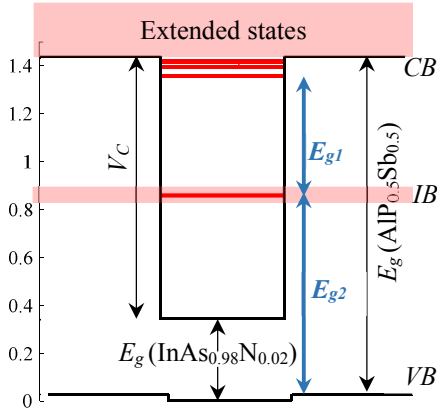 Extended states
1.4
CB
1.2
V_C
E_g1
1
IB
0.8
E_g (AlP_0.5Sb_0.5)
0.6
E_g2
0.4
E_g (InAs_0.98N_0.02)
0.2
VB
0